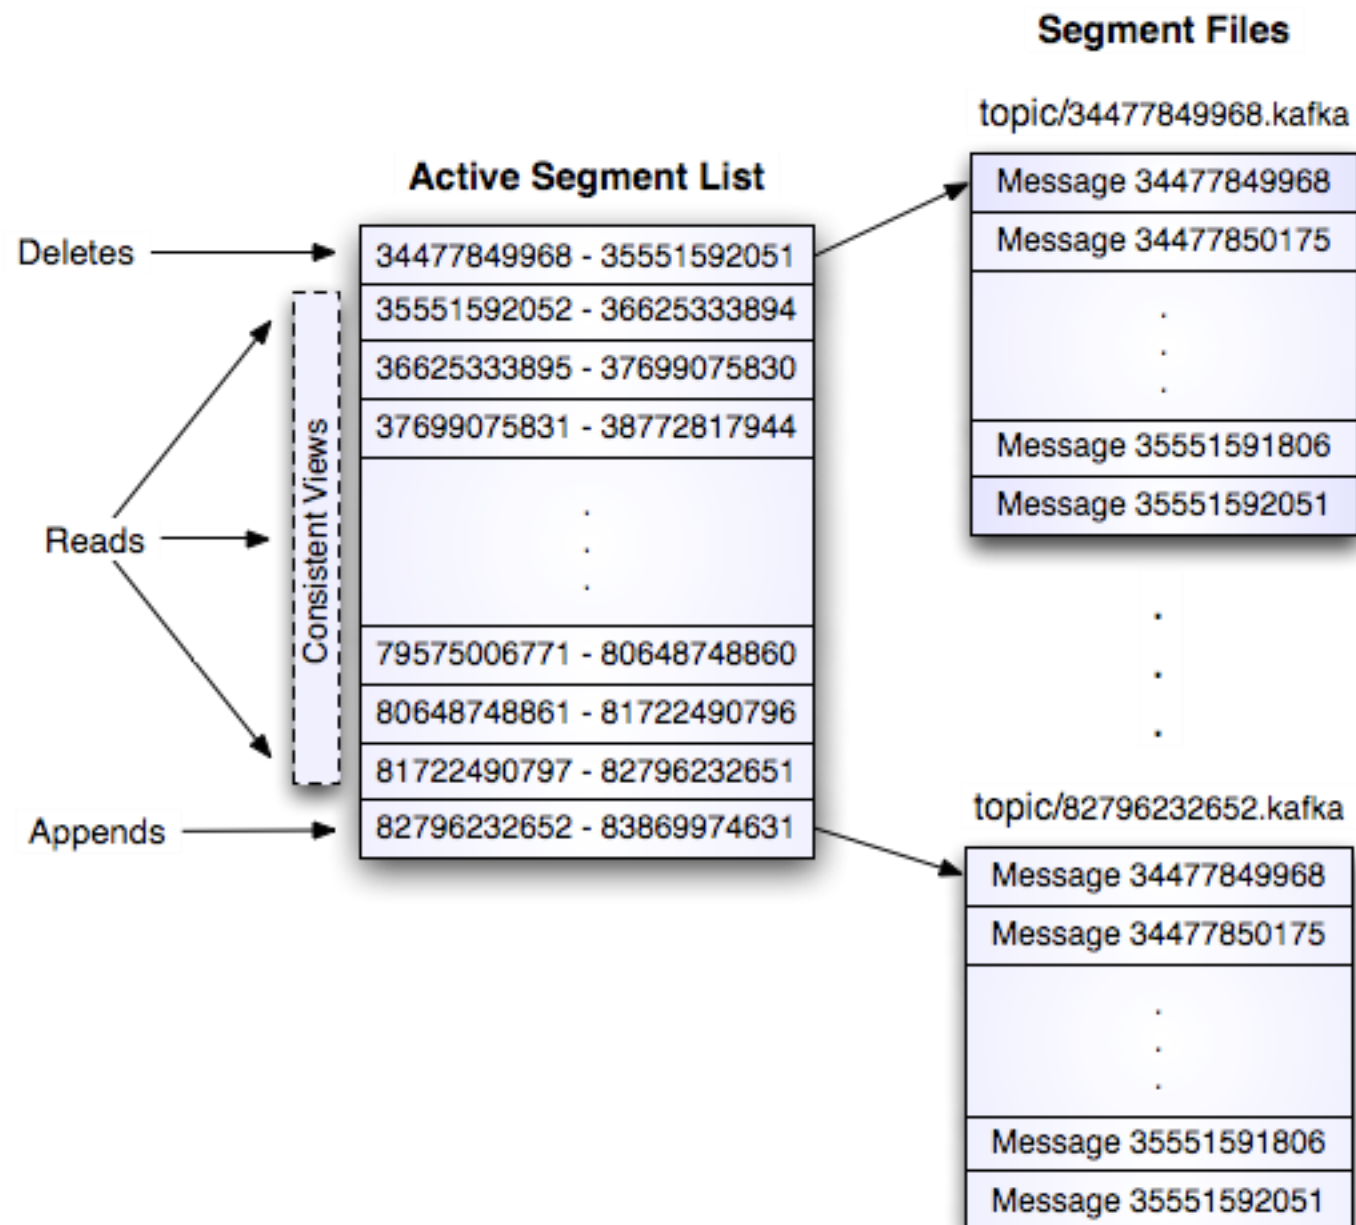 Segment Files
topic/34477849968.kafka
Message 34477849968
Message 34477850175
.
.
.
Message 35551591806
Message 35551592051
.
.
.
topic/82796232652.kafka
Message 34477849968
Message 34477850175
.
.
.
Message 35551591806
Message 35551592051
Active Segment List
34477849968 - 35551592051
35551592052 - 36625333894
36625333895 - 37699075830
37699075831 - 38772817944
.
.
.
79575006771 - 80648748860
80648748861 - 81722490796
81722490797 - 82796232651
82796232652 - 83869974631
Deletes
Reads
Appends
Consistent Views